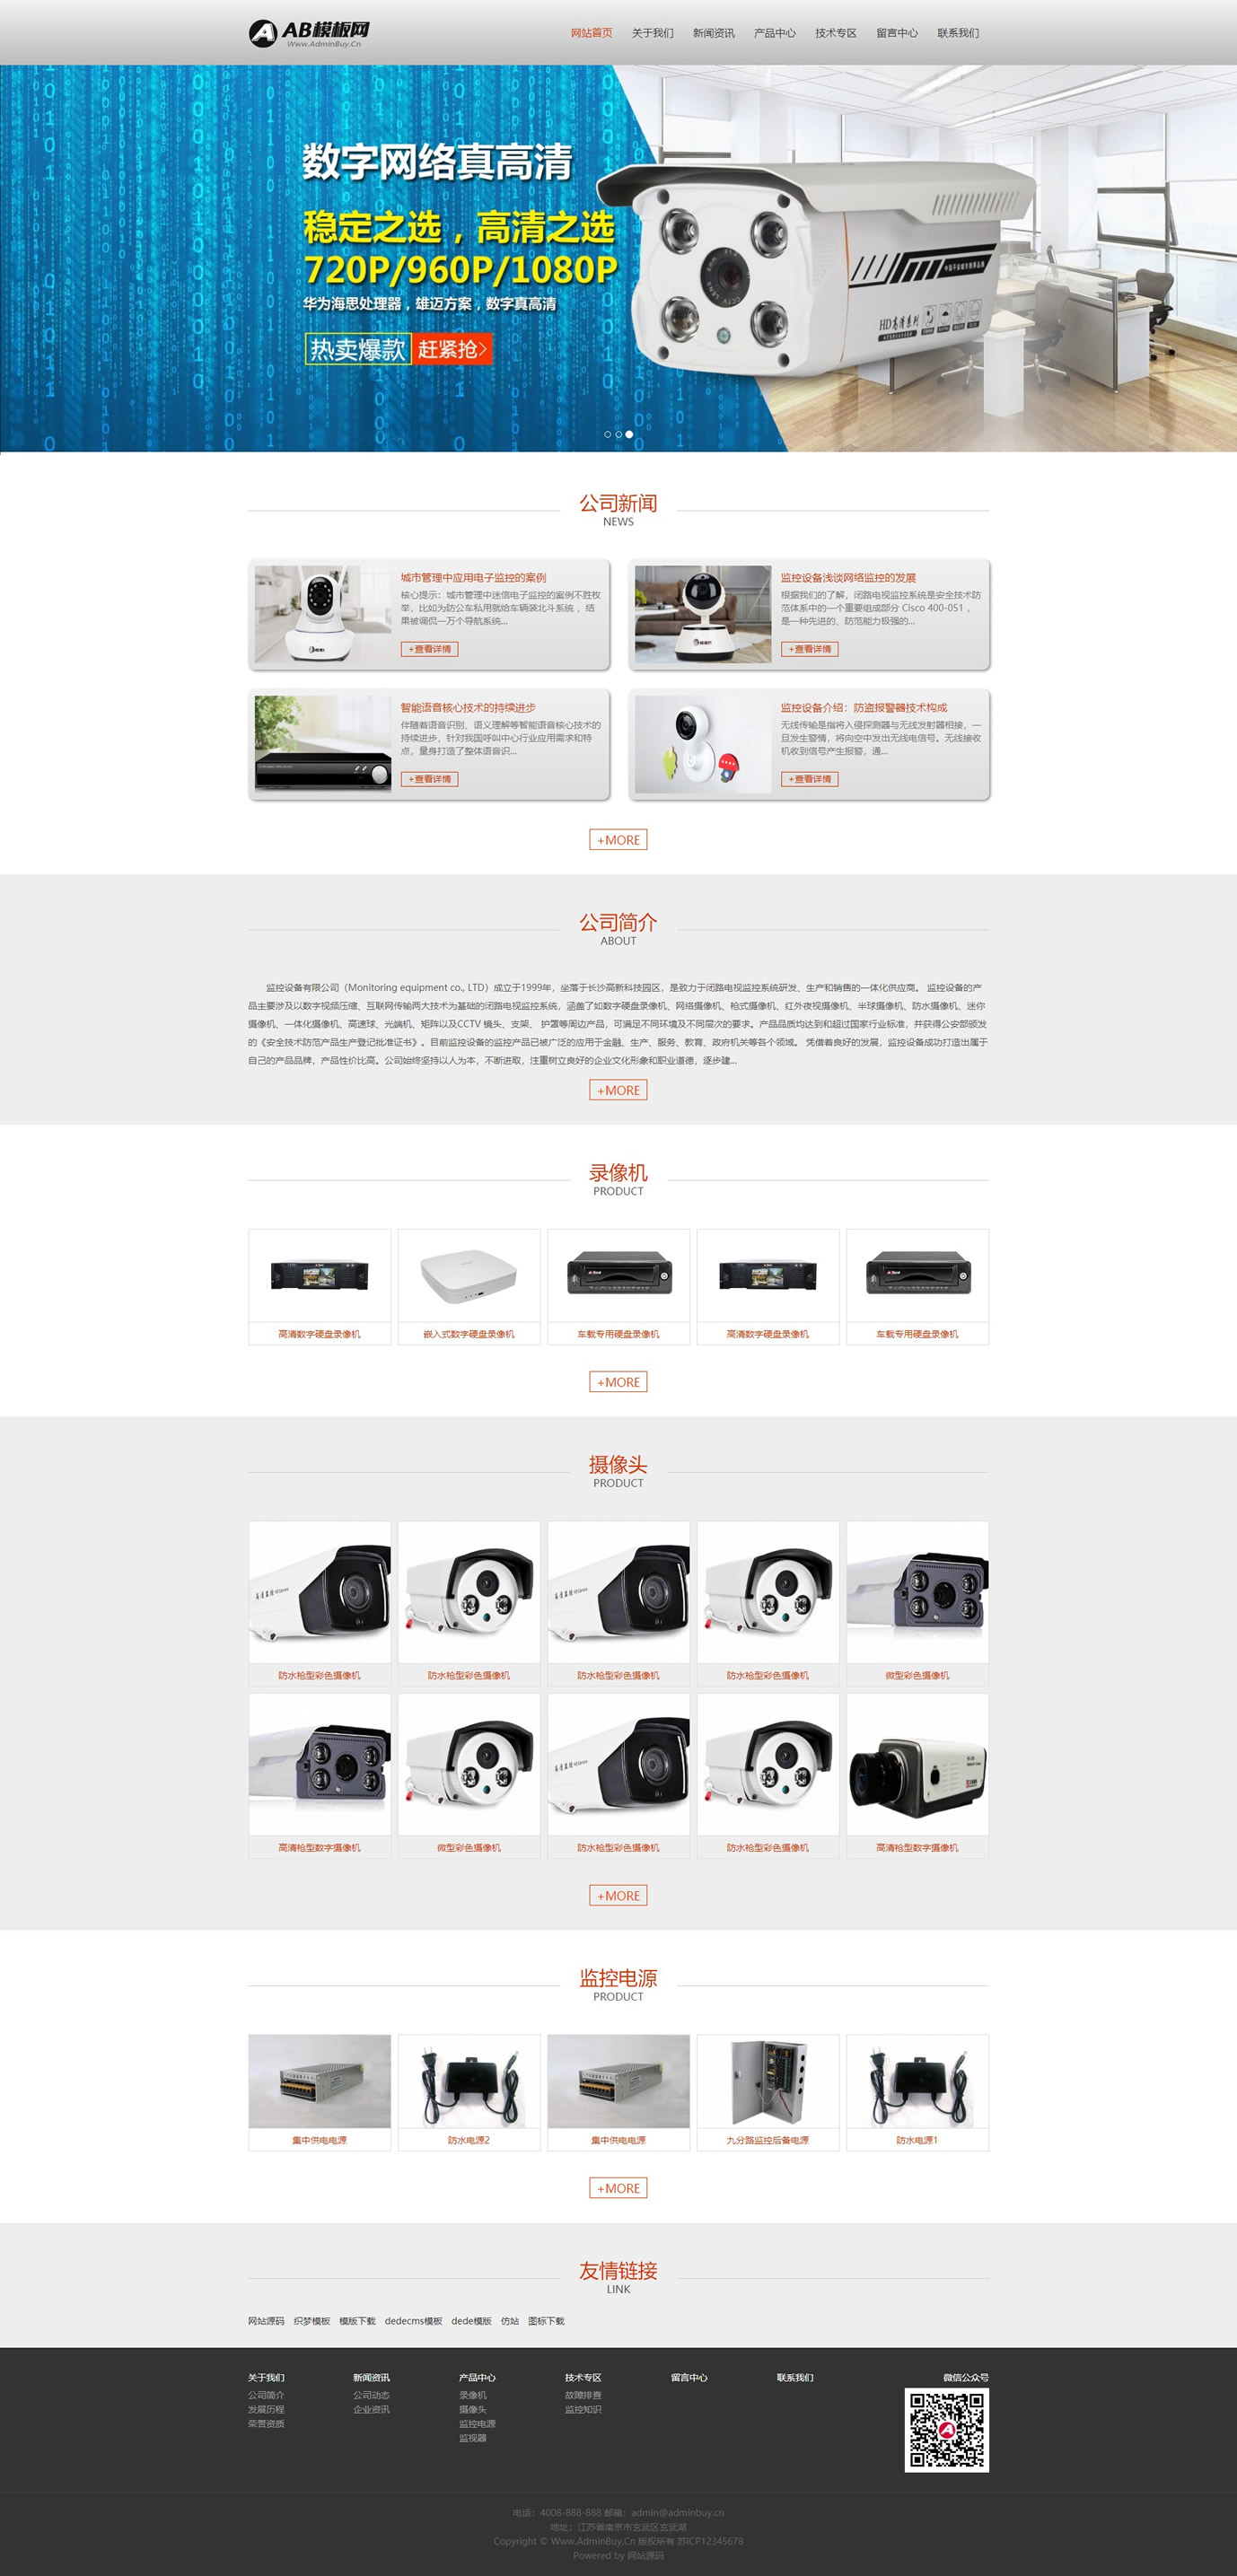 AB模板网
Www.AdminBuy.Cn
网站首页 关于我们 新闻资讯 产品中心 技术专区 留言中心 联系我们
数字网络真高清
稳定之选，高清之选
720P/960P/1080P
华为海思处理器，雄迈方案，数字真高清
热卖爆款 赶紧抢>
HD高清系列
公司新闻
NEWS
城市管理中应用电子监控的案例
核心提示：城市管理中迷信电子监控的案例不胜枚
举，比如为防公车私用就给车辆装北斗系统，结
果被调侃一万个导航系统...
+查看详情
监控设备浅谈网络监控的发展
根据我们的了解，闭路电视监控系统是安全技术防
范体系中的一个重要组成部分 Cisco 400-051，
是一种先进的、防范能力极强的...
+查看详情
智能语音核心技术的持续进步
伴随着语音识别、语义理解等智能语音核心技术的
持续进步，针对我国呼叫中心行业应用需求和特
点，量身打造了整体语音识...
+查看详情
监控设备介绍：防盗报警器技术构成
无线传输是指将入侵探测器与无线发射器相接，一
旦发生警情，将向空中发出无线电信号。无线接收
机收到信号产生报警，通...
+查看详情
+MORE
公司简介
ABOUT
监控设备有限公司（Monitoring equipment co., LTD）成立于1999年，坐落于长沙高新科技园区，是致力于闭路电视监控系统研发、生产和销售的一体化供应商。 监控设备的产
品主要涉及以数字视频压缩、互联网传输两大技术为基础的闭路电视监控系统，涵盖了如数字硬盘录像机、网络摄像机、枪式摄像机、红外夜视摄像机、半球摄像机、防水摄像机、迷你
摄像机、一体化摄像机、高速球、光端机、矩阵以及CCTV 镜头、支架、 护罩等周边产品，可满足不同环境及不同层次的要求。产品品质均达到和超过国家行业标准，并获得公安部颁发
的《安全技术防范产品生产登记批准证书》。目前监控设备的监控产品已被广泛的应用于金融、生产、服务、教育、政府机关等各个领域。 凭借着良好的发展，监控设备成功打造出属于
自己的产品品牌，产品性价比高。公司始终坚持以人为本，不断进取，注重树立良好的企业文化形象和职业道德，逐步建...
+MORE
录像机
PRODUCT
高清数字硬盘录像机 嵌入式数字硬盘录像机 车载专用硬盘录像机 高清数字硬盘录像机 车载专用硬盘录像机
+MORE
摄像头
PRODUCT
防水枪型彩色摄像机 防水枪型彩色摄像机 防水枪型彩色摄像机 防水枪型彩色摄像机 微型彩色摄像机
高清枪型数字摄像机 微型彩色摄像机 防水枪型彩色摄像机 防水枪型彩色摄像机 高清枪型数字摄像机
+MORE
监控电源
PRODUCT
集中供电电源 防水电源2 集中供电电源 九分路监控后备电源 防水电源1
+MORE
友情链接
LINK
网站源码 织梦模板 模版下载 dedecms模板 dede模版 仿站 图标下载
关于我们 新闻资讯 产品中心 技术专区 留言中心 联系我们 微信公众号
公司简介 公司动态 录像机 故障排查
发展历程 企业资讯 摄像头 监控知识
荣誉资质 监控电源
监视器
电话：4008-888-888 邮箱：admin@adminbuy.cn
地址：江苏省南京市玄武区玄武湖
Copyright © Www.AdminBuy.Cn 版权所有 苏ICP12345678
Powered by 网站源码